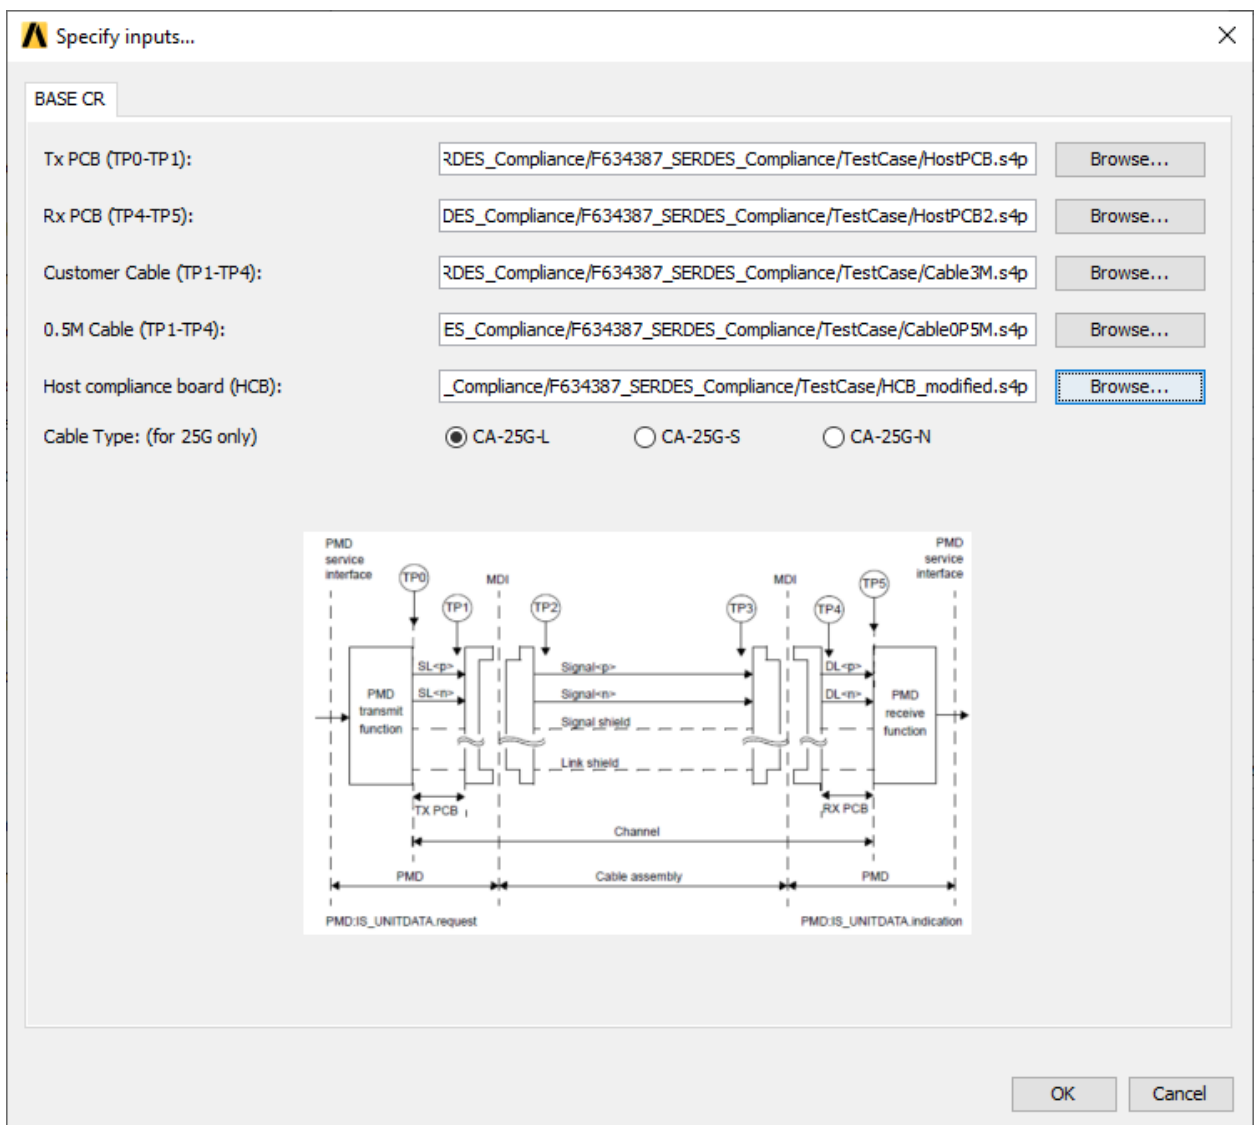 Specify inputs...
BASE CR
Tx PCB (TP0-TP1): RDES_Compliance/F634387_SERDES_Compliance/TestCase/HostPCB.s4p Browse...
Rx PCB (TP4-TP5): DES_Compliance/F634387_SERDES_Compliance/TestCase/HostPCB2.s4p Browse...
Customer Cable (TP1-TP4): RDES_Compliance/F634387_SERDES_Compliance/TestCase/Cable3M.s4p Browse...
0.5M Cable (TP1-TP4): ES_Compliance/F634387_SERDES_Compliance/TestCase/Cable0P5M.s4p Browse...
Host compliance board (HCB): _Compliance/F634387_SERDES_Compliance/TestCase/HCB_modified.s4p Browse...
Cable Type: (for 25G only) CA-25G-L CA-25G-S CA-25G-N
PMD PMD
service service
interface interface
TP0 MDI MDI TP5
TP1 TP2 TP3 TP4
SL<p> Signal<p> DL<p>
SL<n> Signal<n> DL<n>
PMD PMD
transmit Signal shield receive
function function
Link shield
TX PCB RX PCB
Channel
PMD Cable assembly PMD
PMD:IS_UNITDATA.request PMD:IS_UNITDATA.indication
OK Cancel